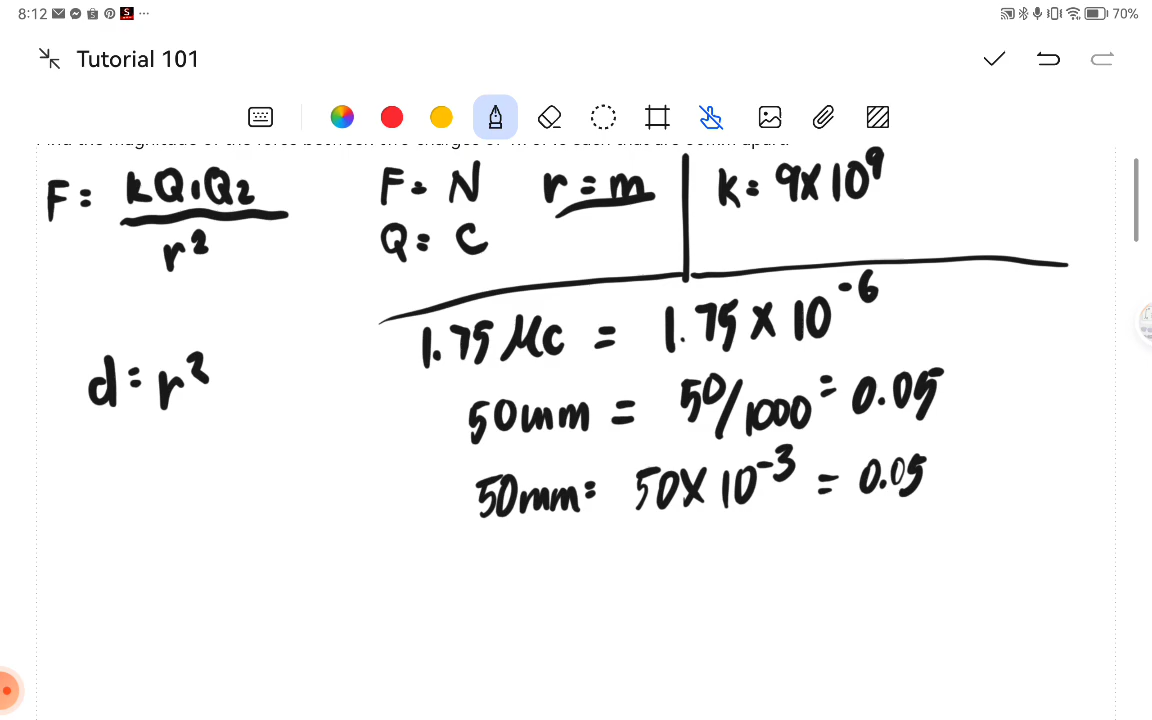 8:12 70%
Tutorial 101
F = kQ1Q2 / r² F = N r = m K = 9X10⁹
Q = C
1.75 Mc = 1.75 X 10⁻⁶
d = r²
50mm = 50/1000 = 0.05
50mm = 50X10⁻³ = 0.05